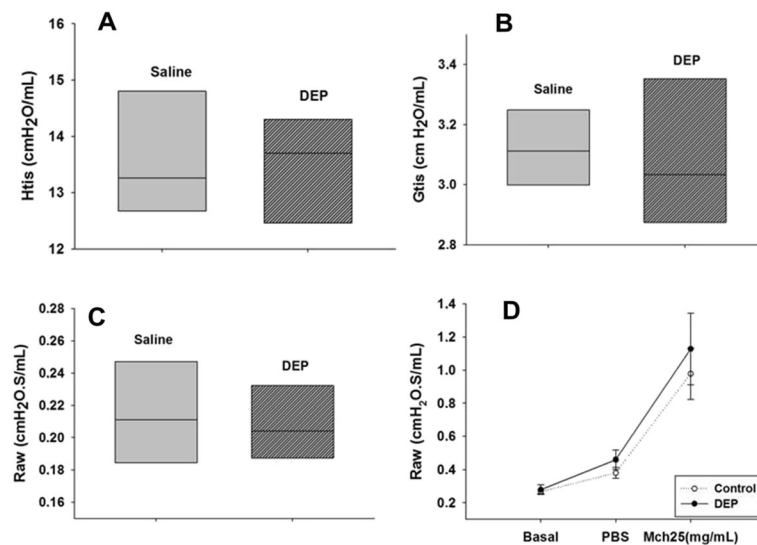 A
Htis (cmH₂O/mL)
16
15
14
13
12
Saline
DEP
B
Gtis (cm H₂O/mL)
3.4
3.2
3.0
2.8
Saline
DEP
C
Raw (cmH₂O.S/mL)
0.28
0.26
0.24
0.22
0.20
0.18
0.16
Saline
DEP
D
Raw (cmH₂O.S/mL)
1.4
1.2
1.0
0.8
0.6
0.4
0.2
Basal PBS Mch25(mg/mL)
Control
DEP